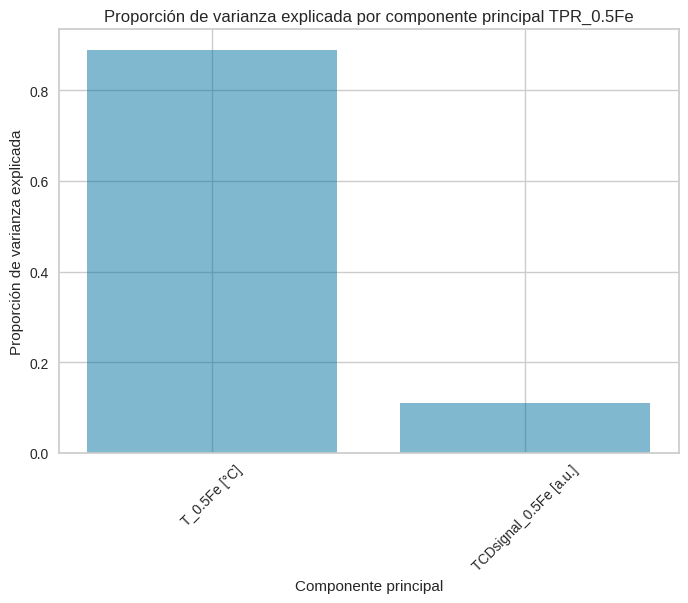 Proporción de varianza explicada por componente principal TPR_0.5Fe
Proporción de varianza explicada
0.8
0.6
0.4
0.2
0.0
T_0.5Fe [°C]
TCDsignal_0.5Fe [a.u.]
Componente principal